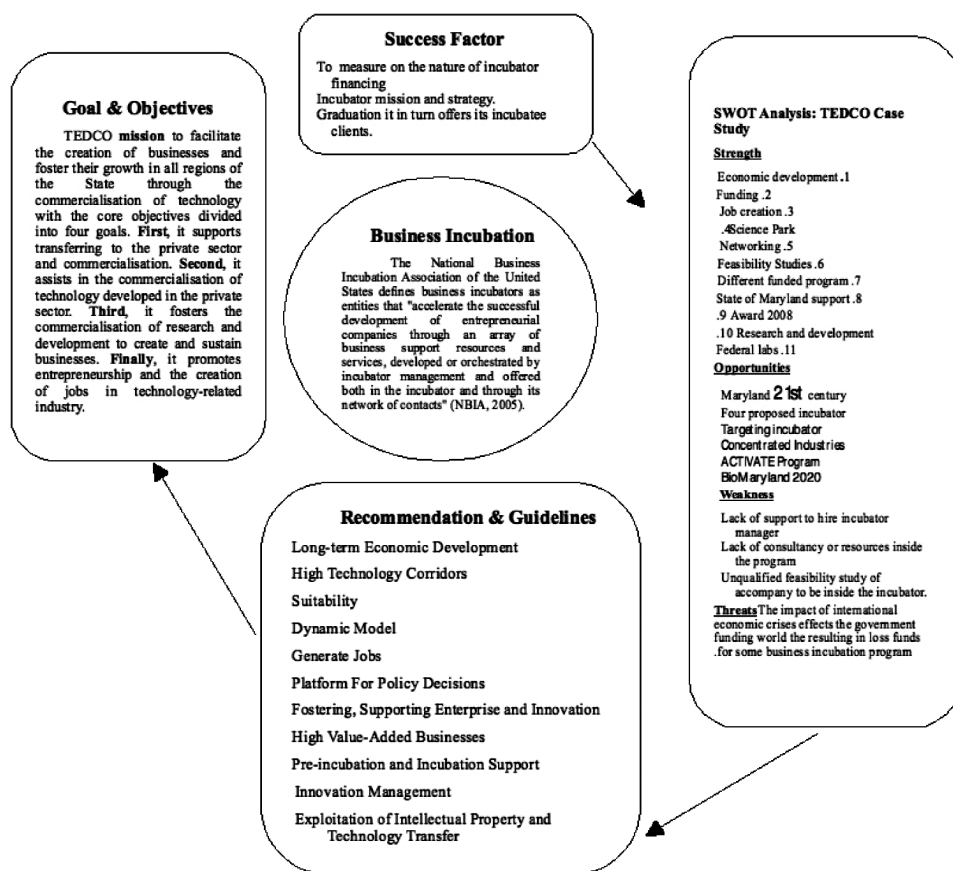 Success Factor
To measure on the nature of incubator
financing
Incubator mission and strategy.
Graduation it in turn offers its incubatee
clients.
Goal & Objectives
TEDCO mission to facilitate
the creation of businesses and
foster their growth in all regions of
the State through the
commercialisation of technology
with the core objectives divided
into four goals. First, it supports
transferring to the private sector
and commercialisation. Second, it
assists in the commercialisation of
technology developed in the private
sector. Third, it fosters the
commercialisation of research and
development to create and sustain
businesses. Finally, it promotes
entrepreneurship and the creation
of jobs in technology-related
industry.
Business Incubation
The National Business
Incubation Association of the United
States defines business incubators as
entities that "accelerate the successful
development of entrepreneurial
companies through an array of
business support resources and
services, developed or orchestrated by
incubator management and offered
both in the incubator and through its
network of contacts" (NBIA, 2005).
SWOT Analysis: TEDCO Case
Study
Strength
Economic development .1
Funding .2
Job creation .3
.4Science Park
Networking .5
Feasibility Studies .6
Different funded program .7
State of Maryland support .8
.9 Award 2008
.10 Research and development
Federal labs .11
Opportunities
Maryland 21st century
Four proposed incubator
Targeting incubator
Concentrated Industries
ACTIVATE Program
BioMaryland 2020
Weakness
Lack of support to hire incubator
manager
Lack of consultancy or resources inside
the program
Unqualified feasibility study of
accompany to be inside the incubator.
Threats The impact of international
economic crises effects the government
funding world the resulting in loss funds
.for some business incubation program
Recommendation & Guidelines
Long-term Economic Development
High Technology Corridors
Suitability
Dynamic Model
Generate Jobs
Platform For Policy Decisions
Fostering, Supporting Enterprise and Innovation
High Value-Added Businesses
Pre-incubation and Incubation Support
Innovation Management
Exploitation of Intellectual Property and
Technology Transfer